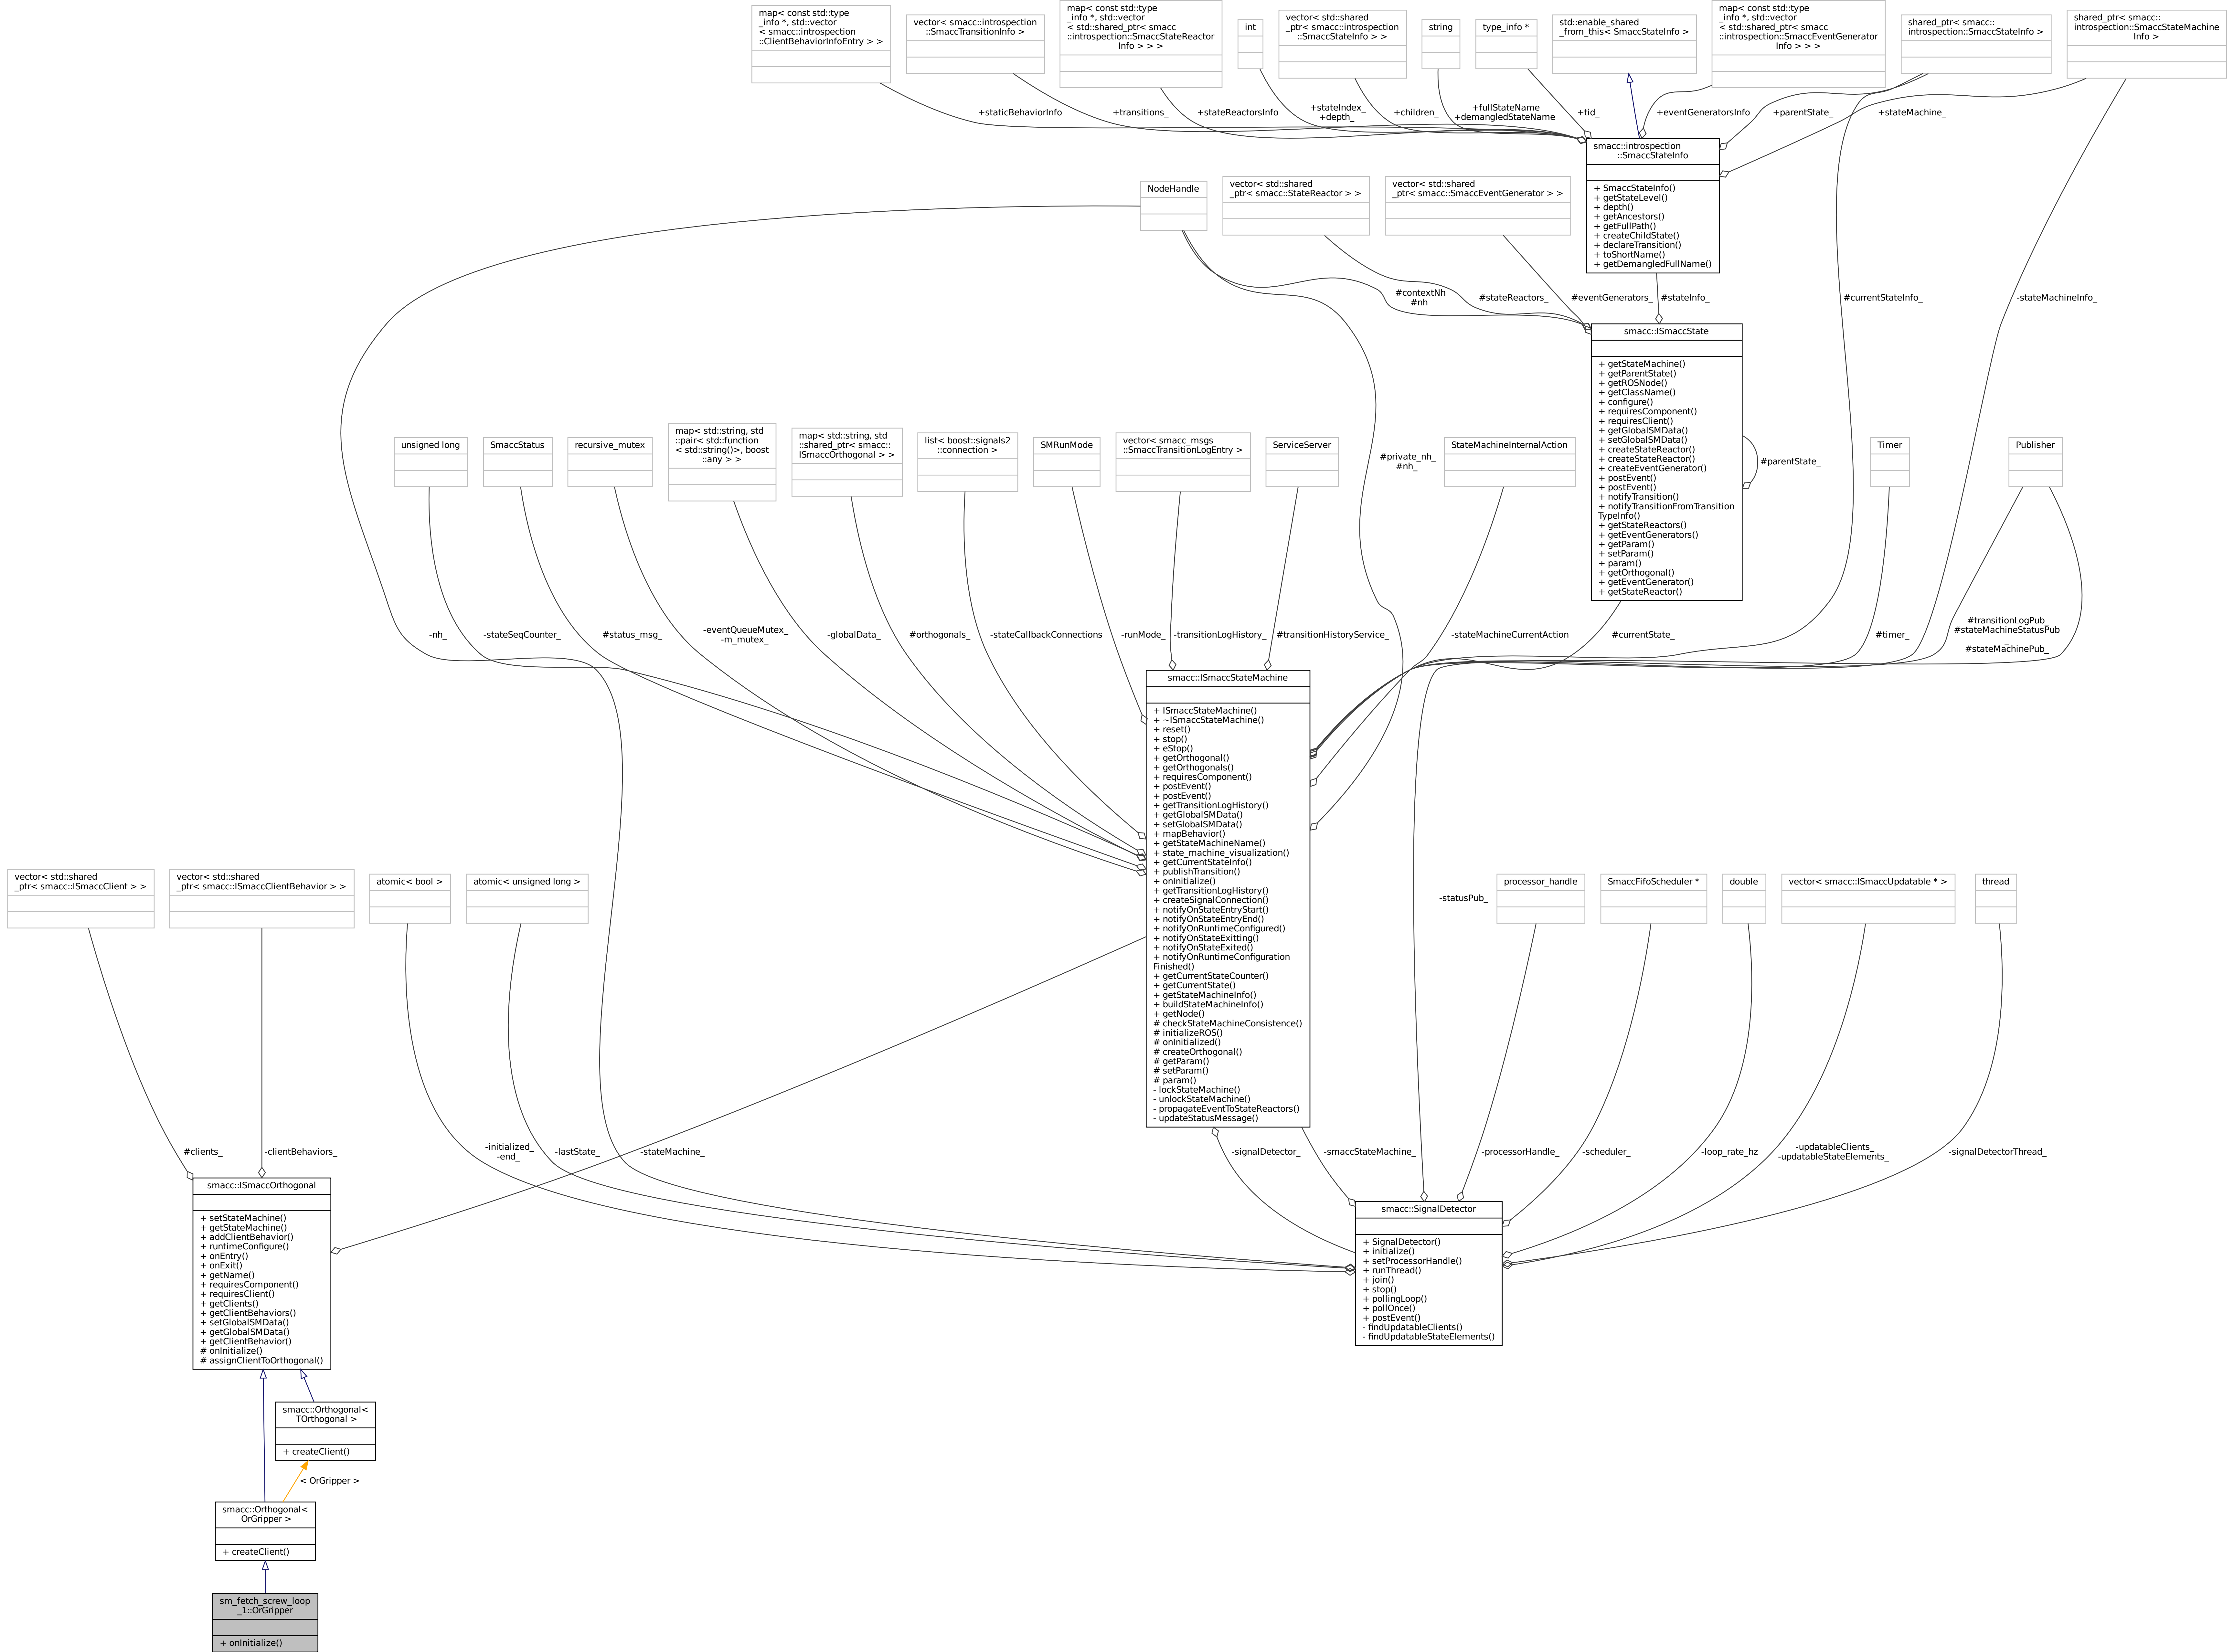 map< const std::type
_info *, std::vector
< smacc::introspection
::ClientBehaviorInfoEntry > >
vector< smacc::introspection
::SmaccTransitionInfo >
map< const std::type
_info *, std::vector
< std::shared_ptr< smacc
::introspection::SmaccStateReactor
Info > > >
int
vector< std::shared
_ptr< smacc::introspection
::SmaccStateInfo > >
string
type_info *
std::enable_shared
_from_this< SmaccStateInfo >
map< const std::type
_info *, std::vector
< std::shared_ptr< smacc
::introspection::SmaccEventGenerator
Info > > >
shared_ptr< smacc::
introspection::SmaccStateInfo >
shared_ptr< smacc::
introspection::SmaccStateMachine
Info >
+staticBehaviorInfo
+transitions_
+stateReactorsInfo
+stateIndex_
+depth_
+children_
+fullStateName
+demangledStateName
+tid_
+eventGeneratorsInfo
+parentState_
+stateMachine_
smacc::introspection
::SmaccStateInfo
+ SmaccStateInfo()
+ getStateLevel()
+ depth()
+ getAncestors()
+ getFullPath()
+ createChildState()
+ declareTransition()
+ toShortName()
+ getDemangledFullName()
NodeHandle
vector< std::shared
_ptr< smacc::StateReactor > >
vector< std::shared
_ptr< smacc::SmaccEventGenerator > >
#contextNh
#nh
#stateReactors_
#eventGenerators_
#stateInfo_
#currentStateInfo_
-stateMachineInfo_
smacc::ISmaccState
+ getStateMachine()
+ getParentState()
+ getROSNode()
+ getClassName()
+ configure()
+ requiresComponent()
+ requiresClient()
+ getGlobalSMData()
+ setGlobalSMData()
+ createStateReactor()
+ createStateReactor()
+ createEventGenerator()
+ postEvent()
+ postEvent()
+ notifyTransition()
+ notifyTransitionFromTransition
TypeInfo()
+ getStateReactors()
+ getEventGenerators()
+ getParam()
+ setParam()
+ param()
+ getOrthogonal()
+ getEventGenerator()
+ getStateReactor()
#parentState_
unsigned long
SmaccStatus
recursive_mutex
map< std::string, std
::pair< std::function
< std::string()>, boost
::any > >
map< std::string, std
::shared_ptr< smacc::
ISmaccOrthogonal > >
list< boost::signals2
::connection >
SMRunMode
vector< smacc_msgs
::SmaccTransitionLogEntry >
ServiceServer
#private_nh_
#nh_
StateMachineInternalAction
Timer
Publisher
-nh_
-stateSeqCounter_
#status_msg_
-eventQueueMutex_
-m_mutex_
-globalData_
#orthogonals_
-stateCallbackConnections
-runMode_
-transitionLogHistory_
#transitionHistoryService_
-stateMachineCurrentAction
#currentState_
#timer_
#transitionLogPub_
#stateMachineStatusPub
_
#stateMachinePub_
smacc::ISmaccStateMachine
+ ISmaccStateMachine()
+ ~ISmaccStateMachine()
+ reset()
+ stop()
+ eStop()
+ getOrthogonal()
+ getOrthogonals()
+ requiresComponent()
+ postEvent()
+ postEvent()
+ getTransitionLogHistory()
+ getGlobalSMData()
+ setGlobalSMData()
+ mapBehavior()
+ getStateMachineName()
+ state_machine_visualization()
+ getCurrentStateInfo()
+ publishTransition()
+ onInitialize()
+ getTransitionLogHistory()
+ createSignalConnection()
+ notifyOnStateEntryStart()
+ notifyOnStateEntryEnd()
+ notifyOnRuntimeConfigured()
+ notifyOnStateExitting()
+ notifyOnStateExited()
+ notifyOnRuntimeConfiguration
Finished()
+ getCurrentStateCounter()
+ getCurrentState()
+ getStateMachineInfo()
+ buildStateMachineInfo()
+ getNode()
# checkStateMachineConsistence()
# initializeROS()
# onInitialized()
# createOrthogonal()
# getParam()
# setParam()
# param()
- lockStateMachine()
- unlockStateMachine()
- propagateEventToStateReactors()
- updateStatusMessage()
vector< std::shared
_ptr< smacc::ISmaccClient > >
vector< std::shared
_ptr< smacc::ISmaccClientBehavior > >
atomic< bool >
atomic< unsigned long >
-statusPub_
processor_handle
SmaccFifoScheduler *
double
vector< smacc::ISmaccUpdatable * >
thread
#clients_
-clientBehaviors_
-initialized_
-end_
-lastState_
-stateMachine_
-signalDetector_
-smaccStateMachine_
-processorHandle_
-scheduler_
-loop_rate_hz
-updatableClients_
-updatableStateElements_
-signalDetectorThread_
smacc::ISmaccOrthogonal
+ setStateMachine()
+ getStateMachine()
+ addClientBehavior()
+ runtimeConfigure()
+ onEntry()
+ onExit()
+ getName()
+ requiresComponent()
+ requiresClient()
+ getClients()
+ getClientBehaviors()
+ setGlobalSMData()
+ getGlobalSMData()
+ getClientBehavior()
# onInitialize()
# assignClientToOrthogonal()
smacc::SignalDetector
+ SignalDetector()
+ initialize()
+ setProcessorHandle()
+ runThread()
+ join()
+ stop()
+ pollingLoop()
+ pollOnce()
+ postEvent()
- findUpdatableClients()
- findUpdatableStateElements()
smacc::Orthogonal<
TOrthogonal >
+ createClient()
< OrGripper >
smacc::Orthogonal<
OrGripper >
+ createClient()
sm_fetch_screw_loop
_1::OrGripper
+ onInitialize()